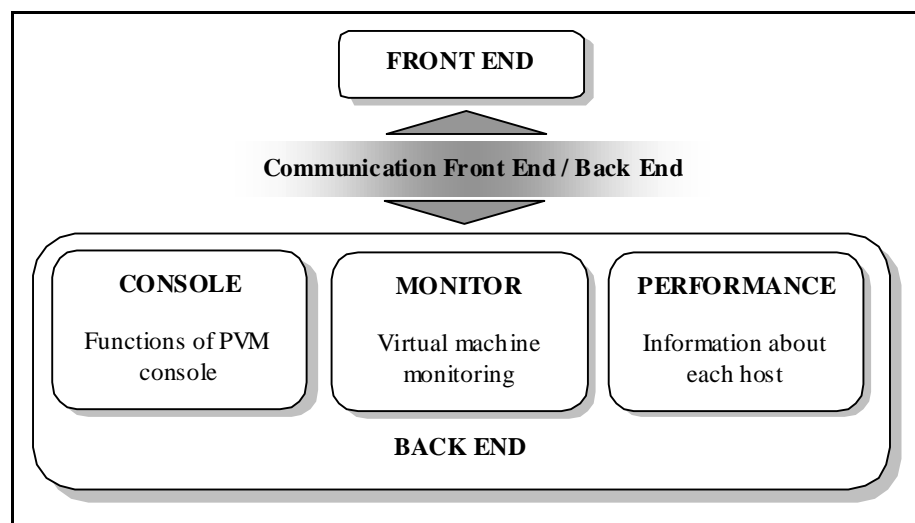 FRONT END
Communication Front End / Back End
CONSOLE
Functions of PVM
console
MONITOR
Virtual machine
monitoring
PERFORMANCE
Information about
each host
BACK END